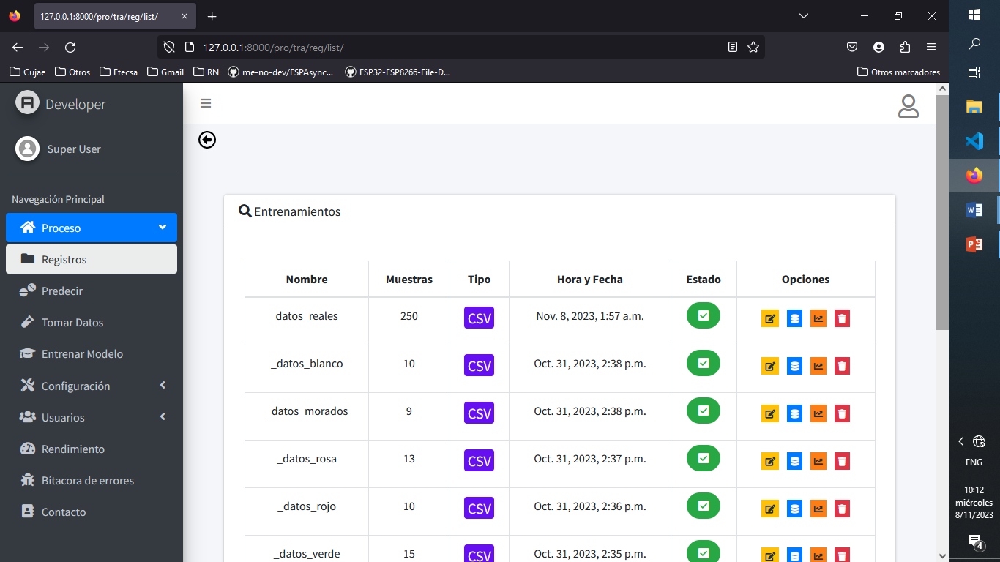 127.0.0.1:8000/pro/tra/reg/list/
127.0.0.1:8000/pro/tra/reg/list/
Cujae Otros Etecsa Gmail RN me-no-dev/ESPAsync... ESP32-ESP8266-File-D... Otros marcadores
Developer
Super User
Navegación Principal
Proceso
Registros
Predecir
Tomar Datos
Entrenar Modelo
Configuración
Usuarios
Rendimiento
Bítacora de errores
Contacto
Entrenamientos
Nombre Muestras Tipo Hora y Fecha Estado Opciones
datos_reales 250 CSV Nov. 8, 2023, 1:57 a.m.
_datos_blanco 10 CSV Oct. 31, 2023, 2:38 p.m.
_datos_morados 9 CSV Oct. 31, 2023, 2:38 p.m.
_datos_rosa 13 CSV Oct. 31, 2023, 2:37 p.m.
_datos_rojo 10 CSV Oct. 31, 2023, 2:36 p.m.
_datos_verde 15 CSV Oct. 31, 2023, 2:35 p.m.
ENG
10:12
miércoles
8/11/2023
4